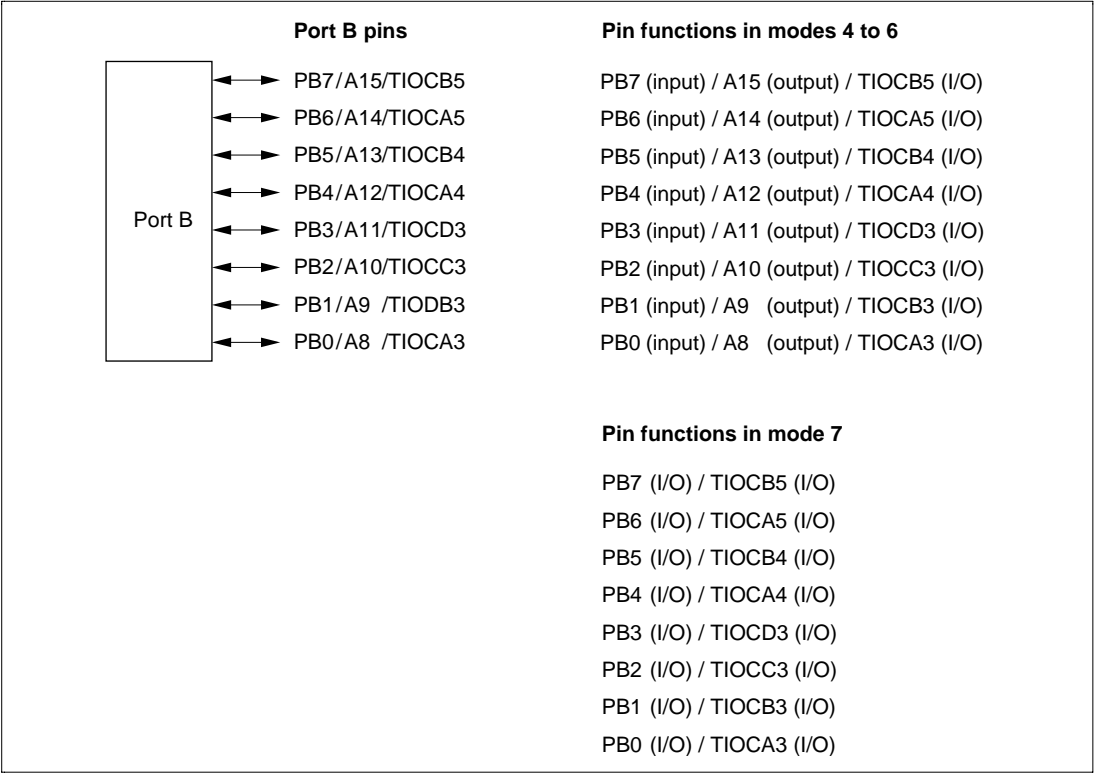 Port B pins
Port B
PB7/A15/TIOCB5
PB6/A14/TIOCA5
PB5/A13/TIOCB4
PB4/A12/TIOCA4
PB3/A11/TIOCD3
PB2/A10/TIOCC3
PB1/A9 /TIODB3
PB0/A8 /TIOCA3
Pin functions in modes 4 to 6
PB7 (input) / A15 (output) / TIOCB5 (I/O)
PB6 (input) / A14 (output) / TIOCA5 (I/O)
PB5 (input) / A13 (output) / TIOCB4 (I/O)
PB4 (input) / A12 (output) / TIOCA4 (I/O)
PB3 (input) / A11 (output) / TIOCD3 (I/O)
PB2 (input) / A10 (output) / TIOCC3 (I/O)
PB1 (input) / A9 (output) / TIOCB3 (I/O)
PB0 (input) / A8 (output) / TIOCA3 (I/O)
Pin functions in mode 7
PB7 (I/O) / TIOCB5 (I/O)
PB6 (I/O) / TIOCA5 (I/O)
PB5 (I/O) / TIOCB4 (I/O)
PB4 (I/O) / TIOCA4 (I/O)
PB3 (I/O) / TIOCD3 (I/O)
PB2 (I/O) / TIOCC3 (I/O)
PB1 (I/O) / TIOCB3 (I/O)
PB0 (I/O) / TIOCA3 (I/O)